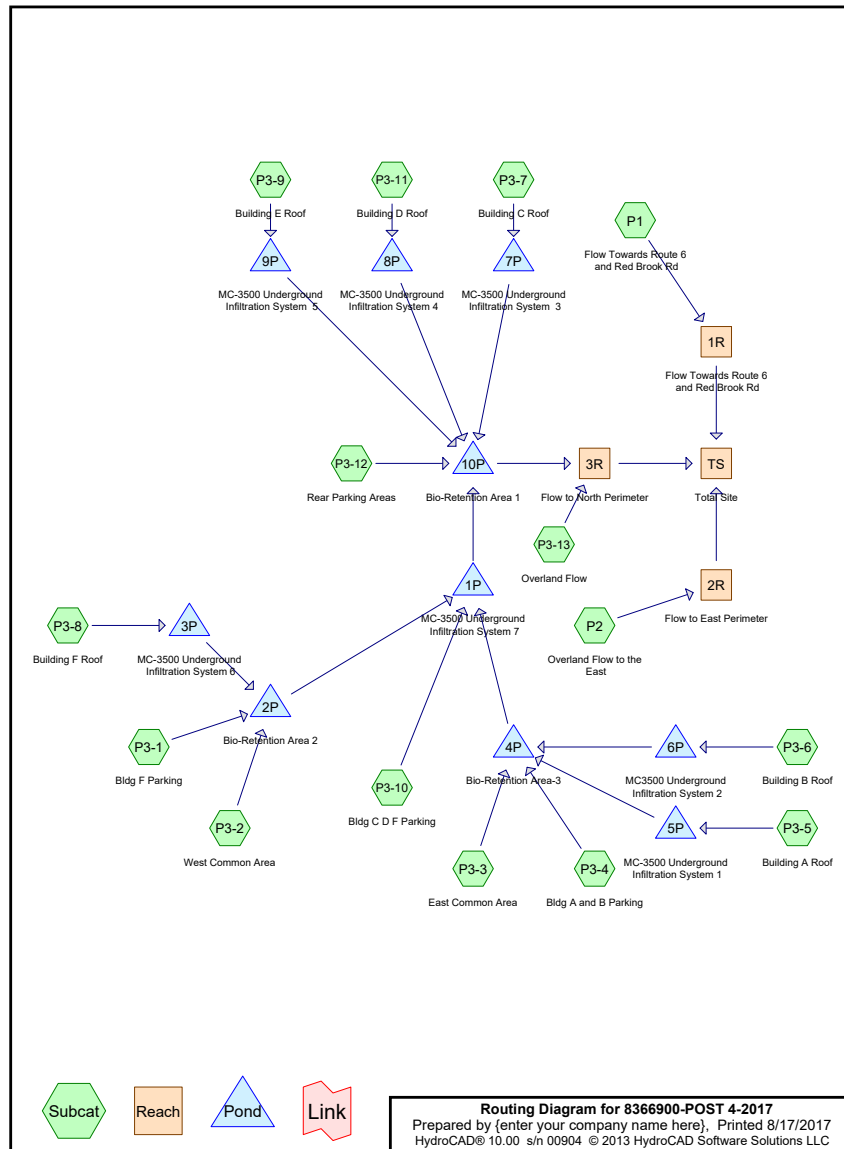 P3-9
P3-11
P3-7
Building E Roof
Building D Roof
Building C Roof
P1
9P
8P
7P
Flow Towards Route 6
and Red Brook Rd
MC-3500 Underground
Infiltration System 5
MC-3500 Underground
Infiltration System 4
MC-3500 Underground
Infiltration System 3
1R
Flow Towards Route 6
and Red Brook Rd
P3-12
10P
3R
TS
Rear Parking Areas
Bio-Retention Area 1
Flow to North Perimeter
Total Site
P3-13
Overland Flow
1P
2R
MC-3500 Underground
Infiltration System 7
Flow to East Perimeter
P3-8
3P
P2
Building F Roof
MC-3500 Underground
Infiltration System 6
Overland Flow to the
East
2P
Bio-Retention Area 2
P3-1
4P
6P
P3-6
Bldg F Parking
Bio-Retention Area-3
MC3500 Underground
Infiltration System 2
Building B Roof
P3-10
Bldg C D F Parking
P3-2
5P
P3-5
West Common Area
MC-3500 Underground
Infiltration System 1
Building A Roof
P3-3
P3-4
East Common Area
Bldg A and B Parking
Subcat
Reach
Pond
Link
Routing Diagram for 8366900-POST 4-2017
Prepared by {enter your company name here}, Printed 8/17/2017
HydroCAD® 10.00 s/n 00904 © 2013 HydroCAD Software Solutions LLC